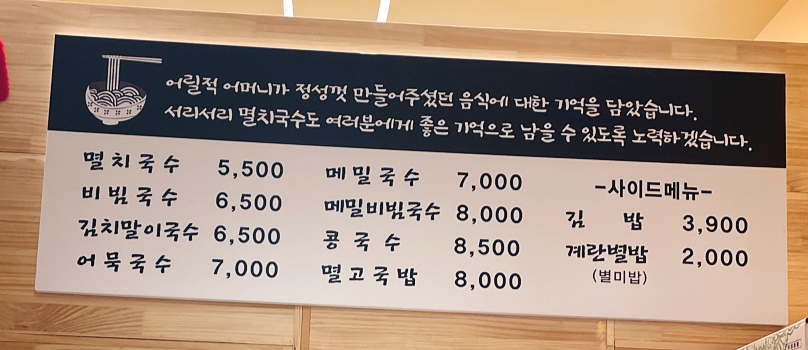 어릴적 어머니가 정성껏 만들어주셨던 음식에 대한 기억을 담았습니다.
서리서리 멸치국수도 여러분에게 좋은 기억으로 남을 수 있도록 노력하겠습니다.
멸치국수 5,500
비빔국수 6,500
김치말이국수 6,500
어묵국수 7,000
메밀국수 7,000
메밀비빔국수 8,000
콩국수 8,500
멸고국밥 8,000
-사이드메뉴-
김 밥 3,900
계란별밥 2,000
(별미밥)